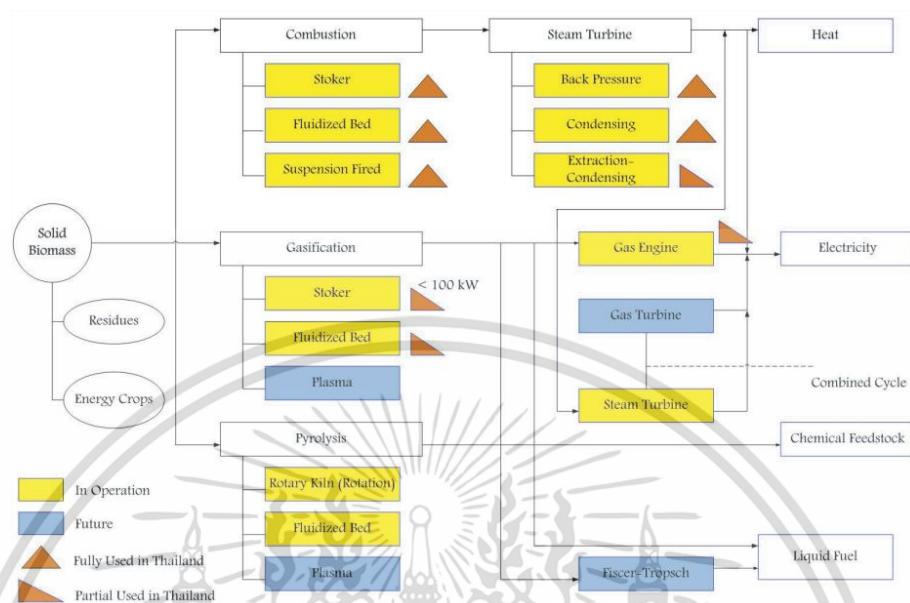 Combustion
Steam Turbine
Heat
Stoker
Back Pressure
Fluidized Bed
Condensing
Suspension Fired
Extraction-
Condensing
Solid
Biomass
Gasification
Gas Engine
Electricity
Stoker
< 100 kW
Residues
Gas Turbine
Fluidized Bed
Energy Crops
Plasma
Combined Cycle
Steam Turbine
Pyrolysis
Chemical Feedstock
Rotary Kiln (Rotation)
In Operation
Fluidized Bed
Future
Fully Used in Thailand
Plasma
Fiscer-Tropsch
Liquid Fuel
Partial Used in Thailand